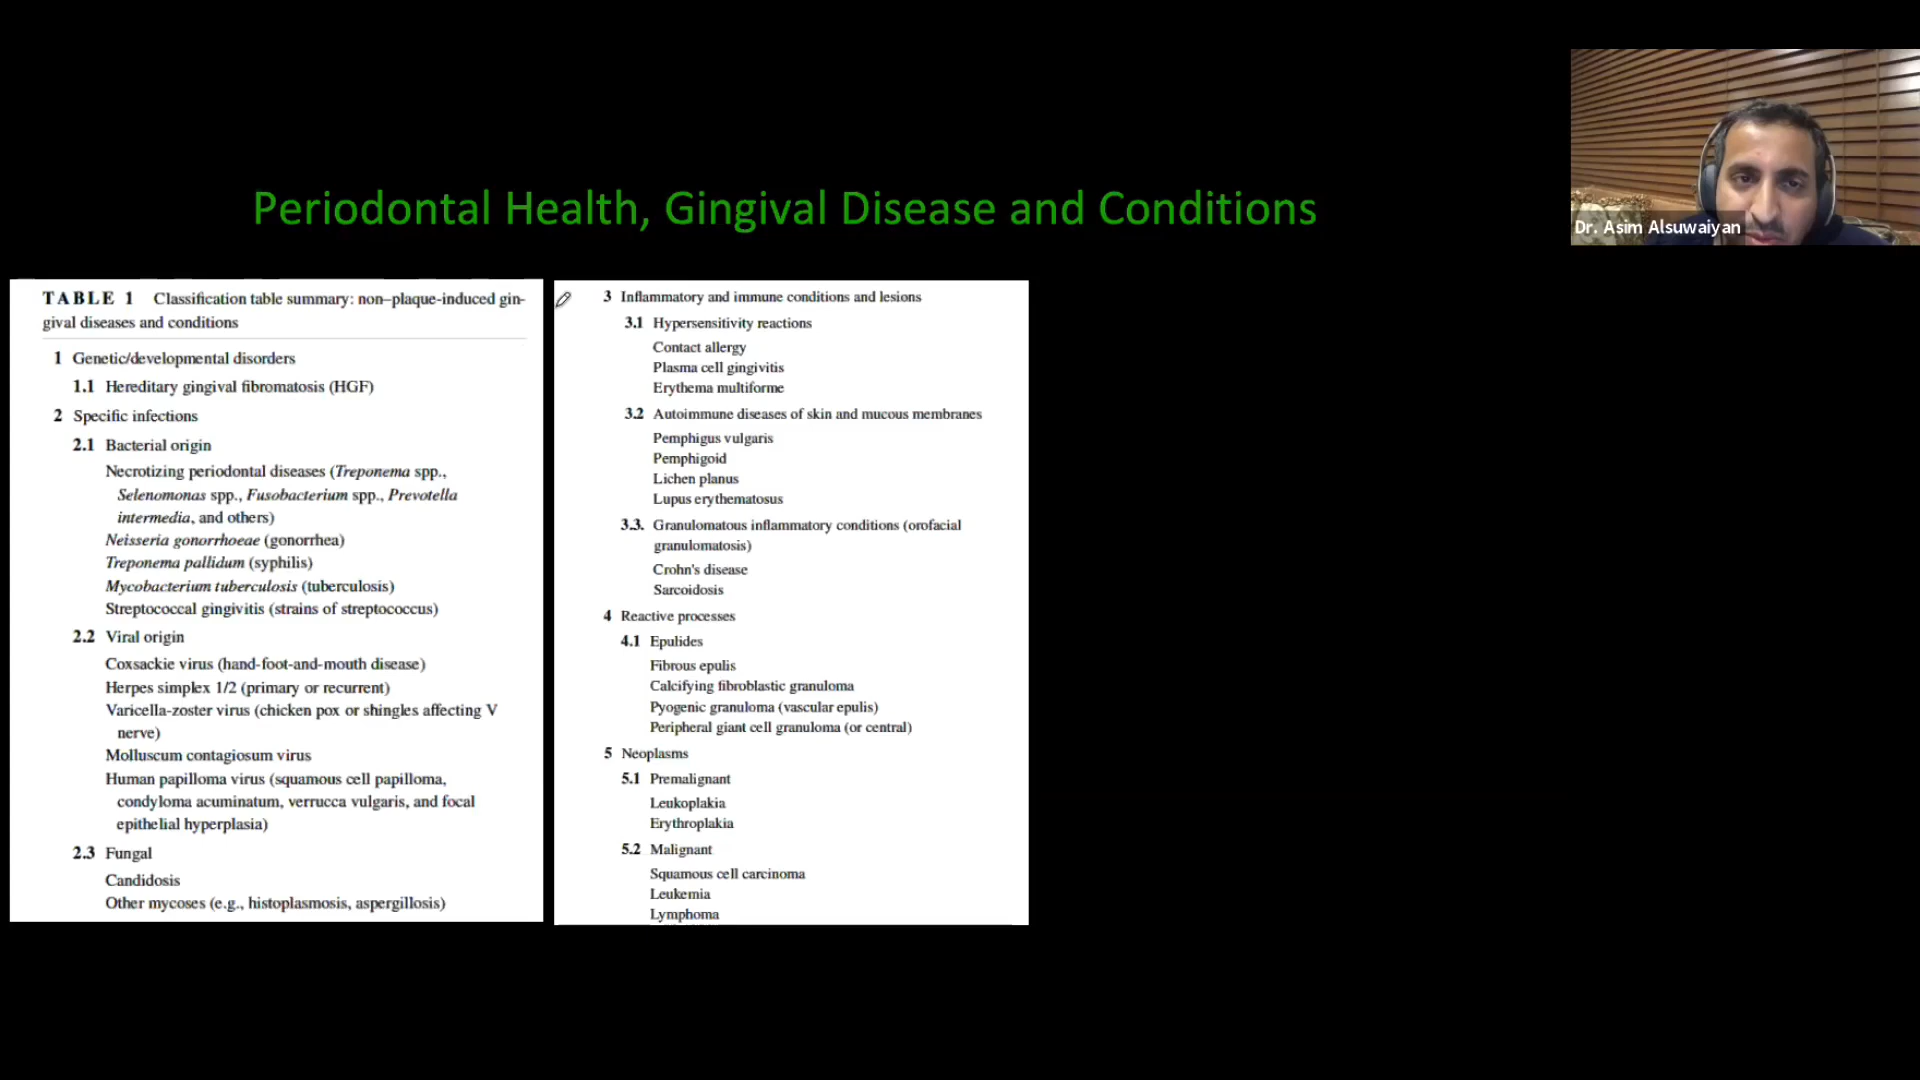 Periodontal Health, Gingival Disease and Conditions
Dr. Asim Alsuwaiyan
TABLE 1 Classification table summary: non–plaque-induced gin-
gival diseases and conditions
1 Genetic/developmental disorders
1.1 Hereditary gingival fibromatosis (HGF)
2 Specific infections
2.1 Bacterial origin
Necrotizing periodontal diseases (Treponema spp.,
Selenomonas spp., Fusobacterium spp., Prevotella
intermedia, and others)
Neisseria gonorrhoeae (gonorrhea)
Treponema pallidum (syphilis)
Mycobacterium tuberculosis (tuberculosis)
Streptococcal gingivitis (strains of streptococcus)
2.2 Viral origin
Coxsackie virus (hand-foot-and-mouth disease)
Herpes simplex 1/2 (primary or recurrent)
Varicella-zoster virus (chicken pox or shingles affecting V
nerve)
Molluscum contagiosum virus
Human papilloma virus (squamous cell papilloma,
condyloma acuminatum, verrucca vulgaris, and focal
epithelial hyperplasia)
2.3 Fungal
Candidosis
Other mycoses (e.g., histoplasmosis, aspergillosis)
3 Inflammatory and immune conditions and lesions
3.1 Hypersensitivity reactions
Contact allergy
Plasma cell gingivitis
Erythema multiforme
3.2 Autoimmune diseases of skin and mucous membranes
Pemphigus vulgaris
Pemphigoid
Lichen planus
Lupus erythematosus
3.3. Granulomatous inflammatory conditions (orofacial
granulomatosis)
Crohn's disease
Sarcoidosis
4 Reactive processes
4.1 Epulides
Fibrous epulis
Calcifying fibroblastic granuloma
Pyogenic granuloma (vascular epulis)
Peripheral giant cell granuloma (or central)
5 Neoplasms
5.1 Premalignant
Leukoplakia
Erythroplakia
5.2 Malignant
Squamous cell carcinoma
Leukemia
Lymphoma